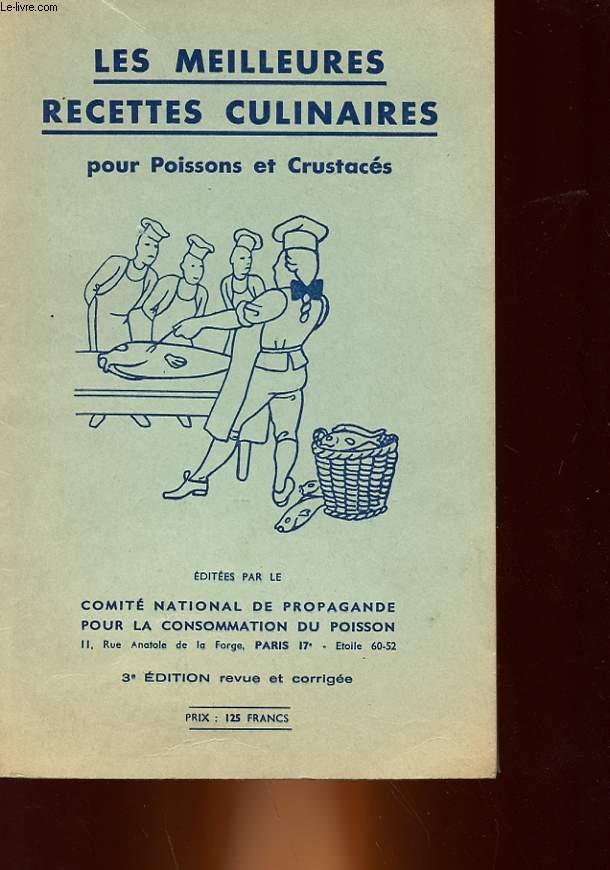 Le-livre.com
LES MEILLEURES
RECETTES CULINAIRES
pour Poissons et Crustacés
ÉDITÉES PAR LE
COMITÉ NATIONAL DE PROPAGANDE
POUR LA CONSOMMATION DU POISSON
11, Rue Anatole de la Forge, PARIS 17e - Etoile 60-52
3e ÉDITION revue et corrigée
PRIX : 125 FRANCS